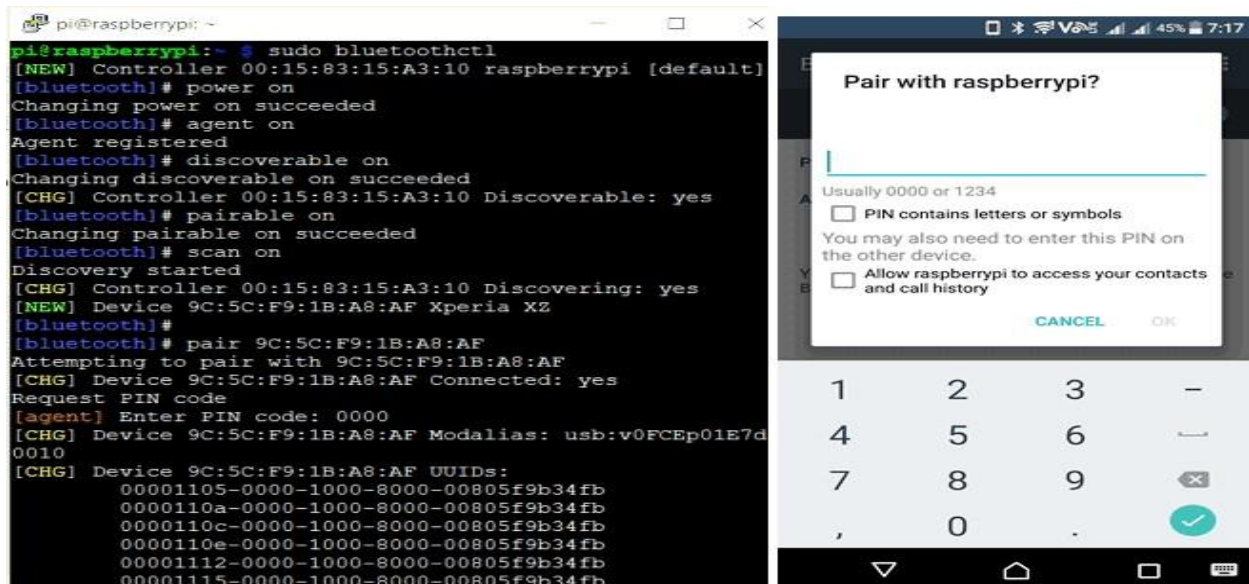 pi@raspberrypi: ~
pi@raspberrypi:~ $ sudo bluetoothctl
[NEW] Controller 00:15:83:15:A3:10 raspberrypi [default]
[bluetooth]# power on
Changing power on succeeded
[bluetooth]# agent on
Agent registered
[bluetooth]# discoverable on
Changing discoverable on succeeded
[CHG] Controller 00:15:83:15:A3:10 Discoverable: yes
[bluetooth]# pairable on
Changing pairable on succeeded
[bluetooth]# scan on
Discovery started
[CHG] Controller 00:15:83:15:A3:10 Discovering: yes
[NEW] Device 9C:5C:F9:1B:A8:AF Xperia XZ
[bluetooth]#
[bluetooth]# pair 9C:5C:F9:1B:A8:AF
Attempting to pair with 9C:5C:F9:1B:A8:AF
[CHG] Device 9C:5C:F9:1B:A8:AF Connected: yes
Request PIN code
[agent] Enter PIN code: 0000
[CHG] Device 9C:5C:F9:1B:A8:AF Modalias: usb:v0FCEp01E7d
0010
[CHG] Device 9C:5C:F9:1B:A8:AF UUIDs:
00001105-0000-1000-8000-00805f9b34fb
0000110a-0000-1000-8000-00805f9b34fb
0000110c-0000-1000-8000-00805f9b34fb
0000110e-0000-1000-8000-00805f9b34fb
00001112-0000-1000-8000-00805f9b34fb
00001115-0000-1000-8000-00805f9b34fb
45% 7:17
Pair with raspberrypi?
Usually 0000 or 1234
PIN contains letters or symbols
You may also need to enter this PIN on
the other device.
Allow raspberrypi to access your contacts
and call history
CANCEL OK
1 2 3 -
4 5 6
7 8 9
, 0 .